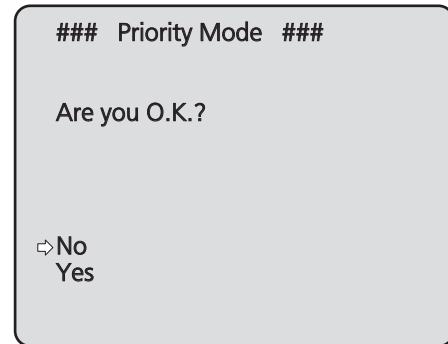 ### Priority Mode ###
Are you O.K.?
⇨No
Yes